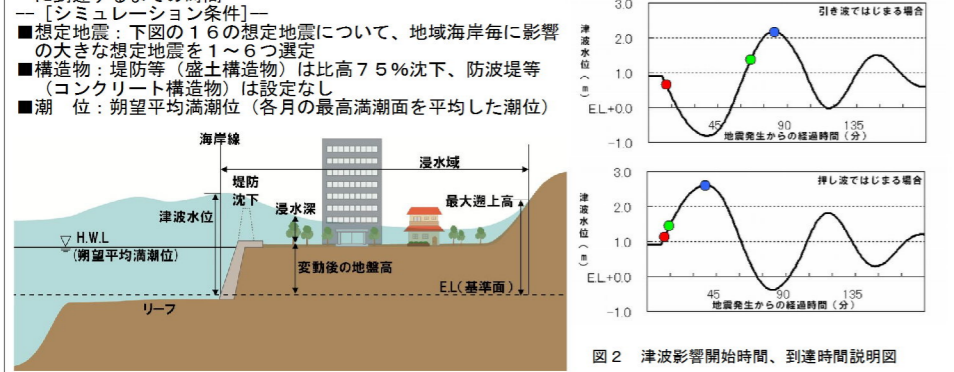 -- [シミュレーション条件]--
■想定地震：下図の１６の想定地震について、地域海岸毎に影響
の大きな想定地震を１～６つ選定
■構造物：堤防等（盛土構造物）は比高７５％沈下、防波堤等
（コンクリート構造物）は設定なし
■潮　位：朔望平均満潮位（各月の最高満潮面を平均した潮位）
海岸線
浸水域
堤防
沈下
津波水位
浸水深
最大遡上高
H.W.L
(朔望平均満潮位)
変動後の地盤高
E.L(基準面)
リーフ
津波水位（m）
3.0
2.0
1.0
E.L+0.0
-1.0
引き波ではじまる場合
45
90
135
地震発生からの経過時間（分）
津波水位（m）
3.0
2.0
1.0
E.L+0.0
-1.0
押し波ではじまる場合
45
90
135
地震発生からの経過時間（分）
図２　津波影響開始時間、到達時間説明図